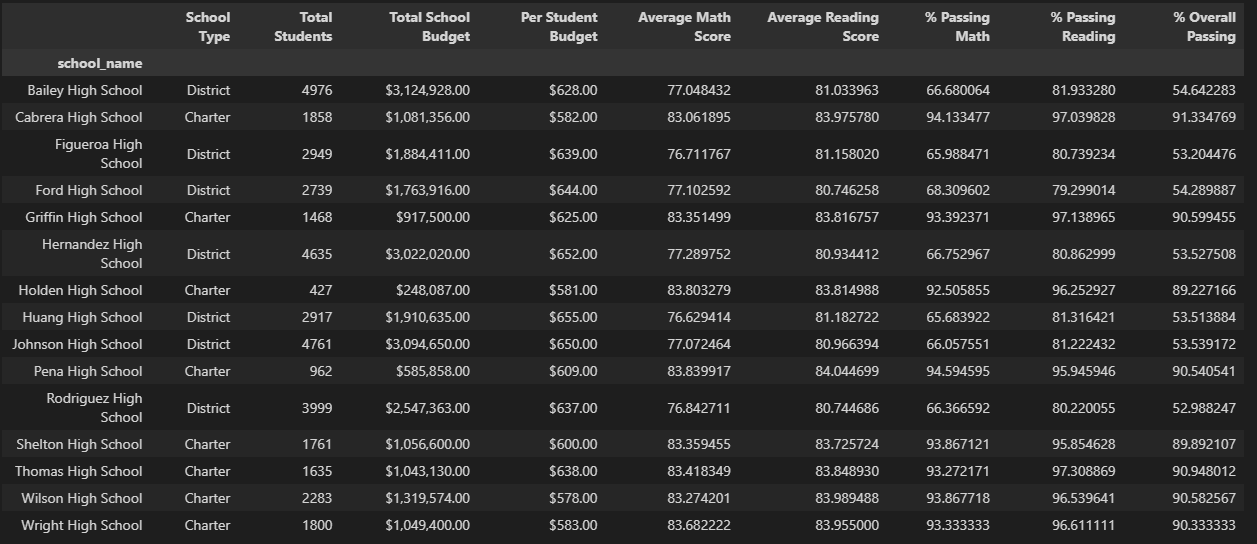 School Type Total Students Total School Budget Per Student Budget Average Math Score Average Reading Score % Passing Math % Passing Reading % Overall Passing
school_name
Bailey High School District 4976 $3,124,928.00 $628.00 77.048432 81.033963 66.680064 81.933280 54.642283
Cabrera High School Charter 1858 $1,081,356.00 $582.00 83.061895 83.975780 94.133477 97.039828 91.334769
Figueroa High School District 2949 $1,884,411.00 $639.00 76.711767 81.158020 65.988471 80.739234 53.204476
Ford High School District 2739 $1,763,916.00 $644.00 77.102592 80.746258 68.309602 79.299014 54.289887
Griffin High School Charter 1468 $917,500.00 $625.00 83.351499 83.816757 93.392371 97.138965 90.599455
Hernandez High School District 4635 $3,022,020.00 $652.00 77.289752 80.934412 66.752967 80.862999 53.527508
Holden High School Charter 427 $248,087.00 $581.00 83.803279 83.814988 92.505855 96.252927 89.227166
Huang High School District 2917 $1,910,635.00 $655.00 76.629414 81.182722 65.683922 81.316421 53.513884
Johnson High School District 4761 $3,094,650.00 $650.00 77.072464 80.966394 66.057551 81.222432 53.539172
Pena High School Charter 962 $585,858.00 $609.00 83.839917 84.044699 94.594595 95.945946 90.540541
Rodriguez High School District 3999 $2,547,363.00 $637.00 76.842711 80.744686 66.366592 80.220055 52.988247
Shelton High School Charter 1761 $1,056,600.00 $600.00 83.359455 83.725724 93.867121 95.854628 89.892107
Thomas High School Charter 1635 $1,043,130.00 $638.00 83.418349 83.848930 93.272171 97.308869 90.948012
Wilson High School Charter 2283 $1,319,574.00 $578.00 83.274201 83.989488 93.867718 96.539641 90.582567
Wright High School Charter 1800 $1,049,400.00 $583.00 83.682222 83.955000 93.333333 96.611111 90.333333